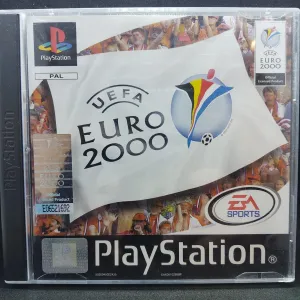 PlayStation
PAL
UEFA
EURO
2000
EURO
2000
Official
Licensed Product
EA
SPORTS
PlayStation
PlayStation